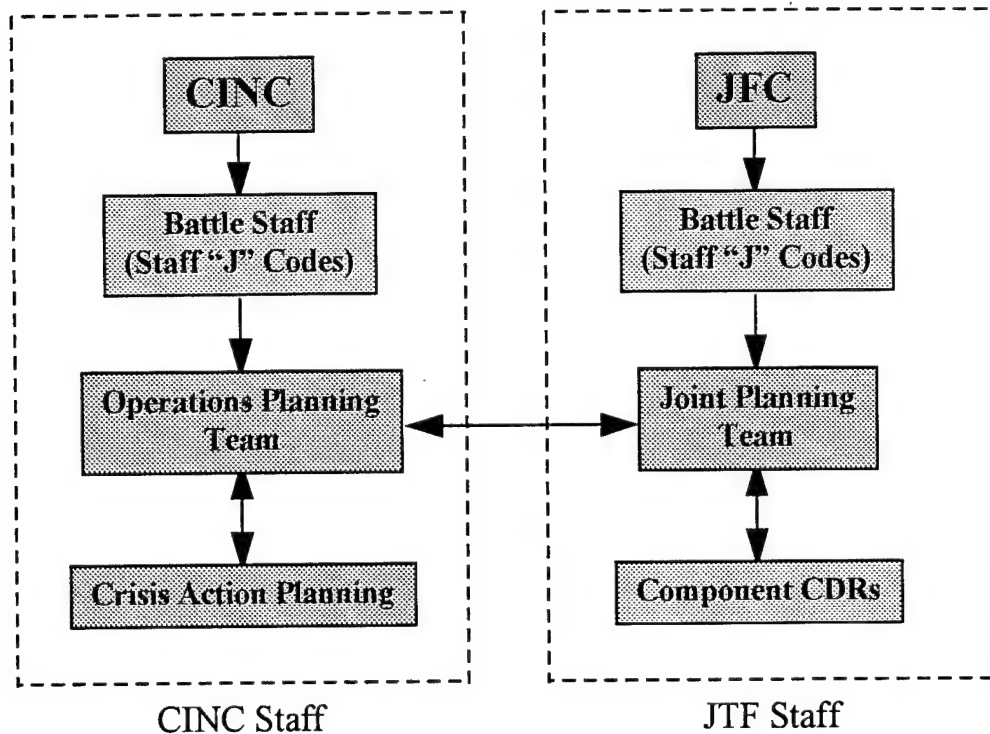 CINC
Battle Staff
(Staff “J” Codes)
Operations Planning
Team
Crisis Action Planning
CINC Staff
JFC
Battle Staff
(Staff “J” Codes)
Joint Planning
Team
Component CDRs
JTF Staff